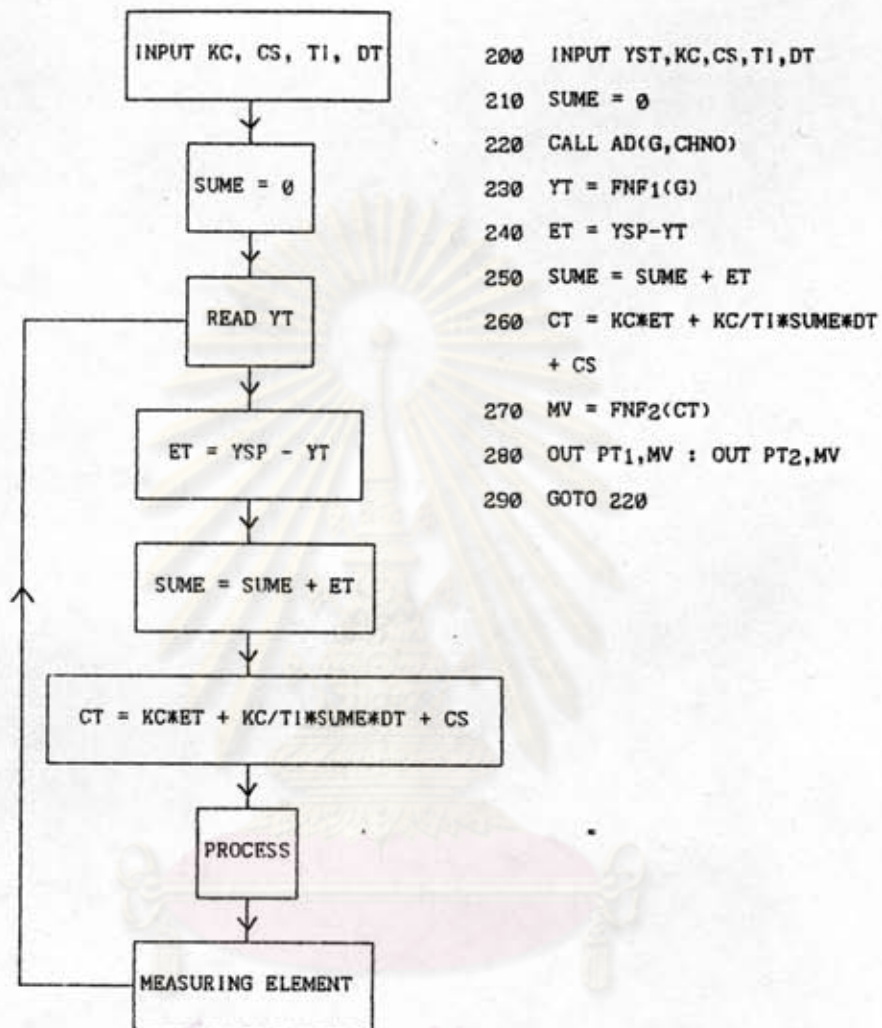 INPUT KC, CS, TI, DT
SUME = 0
READ YT
ET = YSP - YT
SUME = SUME + ET
CT = KC*ET + KC/TI*SUME*DT + CS
PROCESS
MEASURING ELEMENT
200 INPUT YST,KC,CS,TI,DT
210 SUME = 0
220 CALL AD(G,CHNO)
230 YT = FNF1(G)
240 ET = YSP-YT
250 SUME = SUME + ET
260 CT = KC*ET + KC/TI*SUME*DT
+ CS
270 MV = FNF2(CT)
280 OUT PT1,MV : OUT PT2,MV
290 GOTO 220